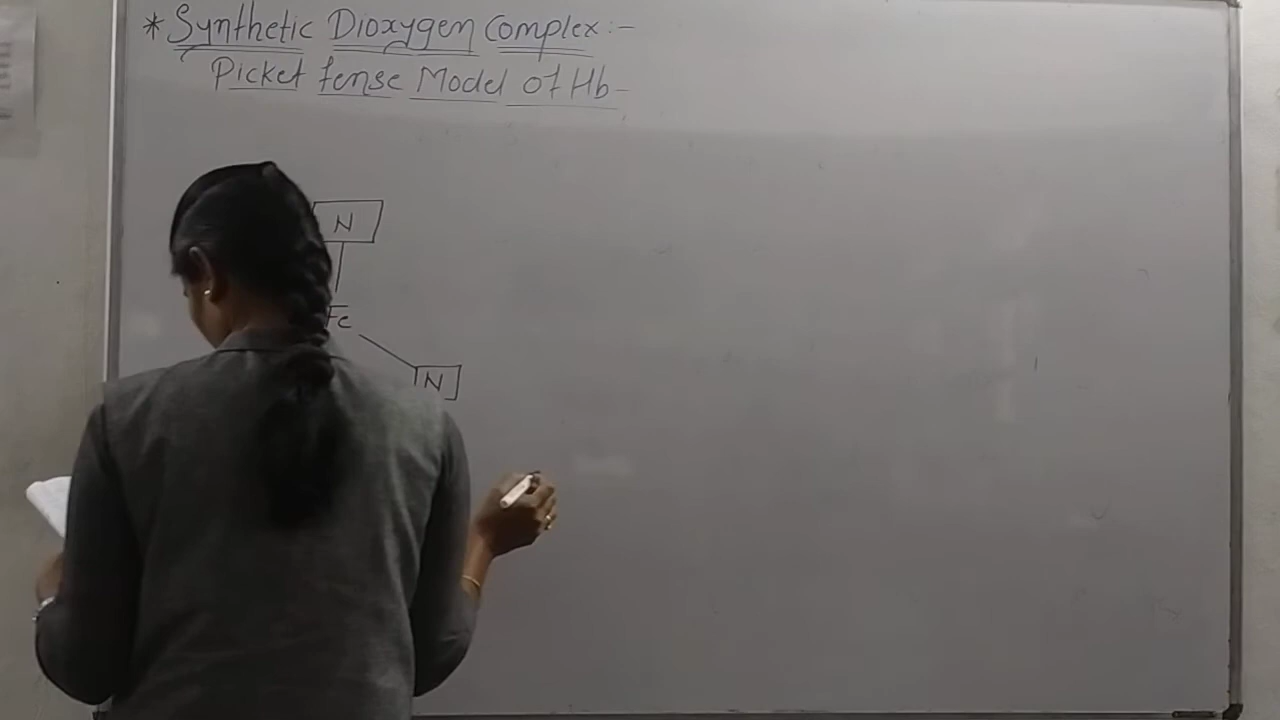 * Synthetic Dioxygen Complex:-
Picket fense Model of Hb-
N
Fe
N